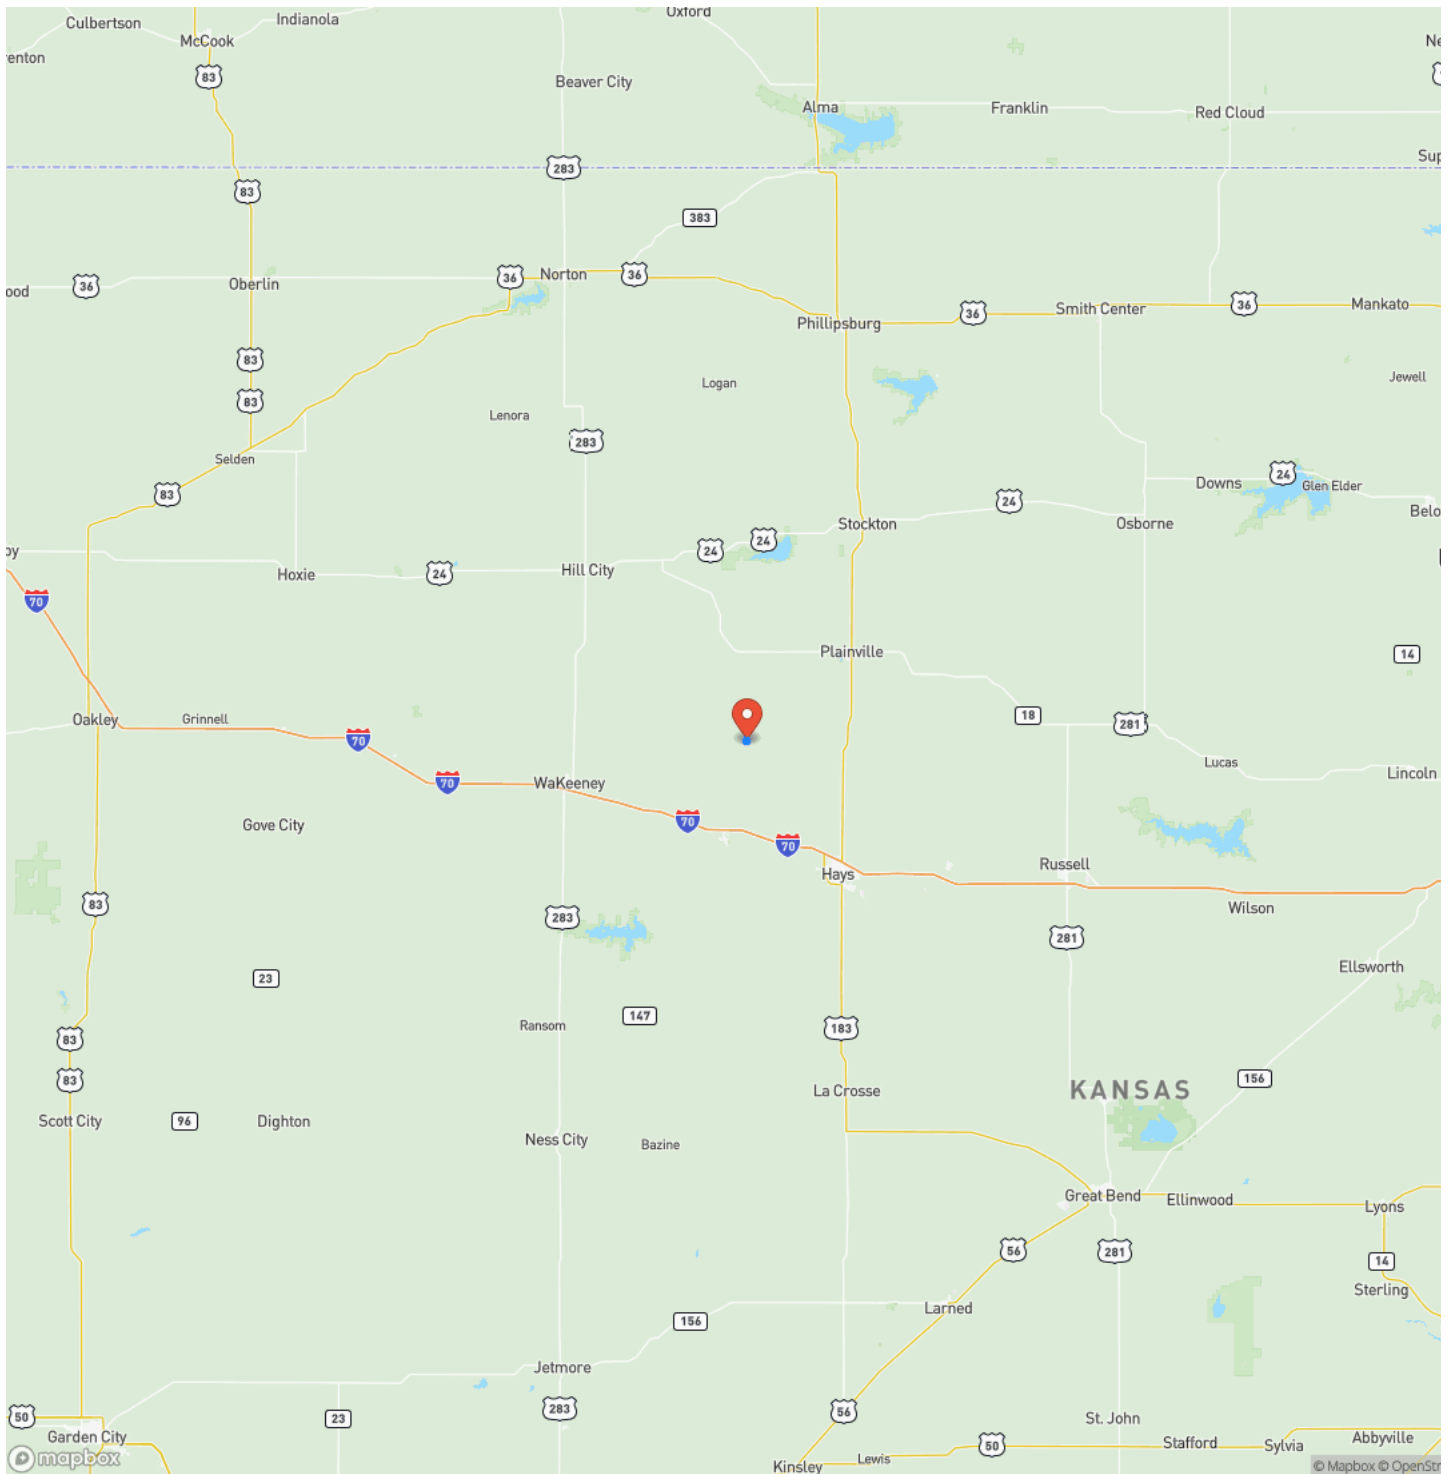 Oxford
Culbertson
Indianola
McCook
renton
Ne
83
Beaver City
Alma
Franklin
Red Cloud
Sup
283
83
383
36
Norton
36
36
Oberlin
ood
Smith Center
36
Mankato
36
Phillipsburg
83
Logan
Jewell
83
Lenora
283
Selden
24
Downs
Glen Elder
83
24
Belo
Stockton
Osborne
24
24
oy
Hill City
Hoxie
24
70
Plainville
14
18
Oakley
Grinnell
281
70
Lucas
Lincoln
WaKeeney
70
70
Gove City
70
Russell
Hays
83
Wilson
283
281
Ellsworth
23
147
Ransom
183
83
83
156
La Crosse
KANSAS
Scott City
96
Dighton
Ness City
Bazine
Great Bend
Ellinwood
Lyons
56
281
14
Sterling
Larned
156
Jetmore
283
56
50
23
St. John
Garden City
50
Stafford
Sylvia
Abbyville
mapbox
Kinsley
Lewis
© Mapbox © OpenStr